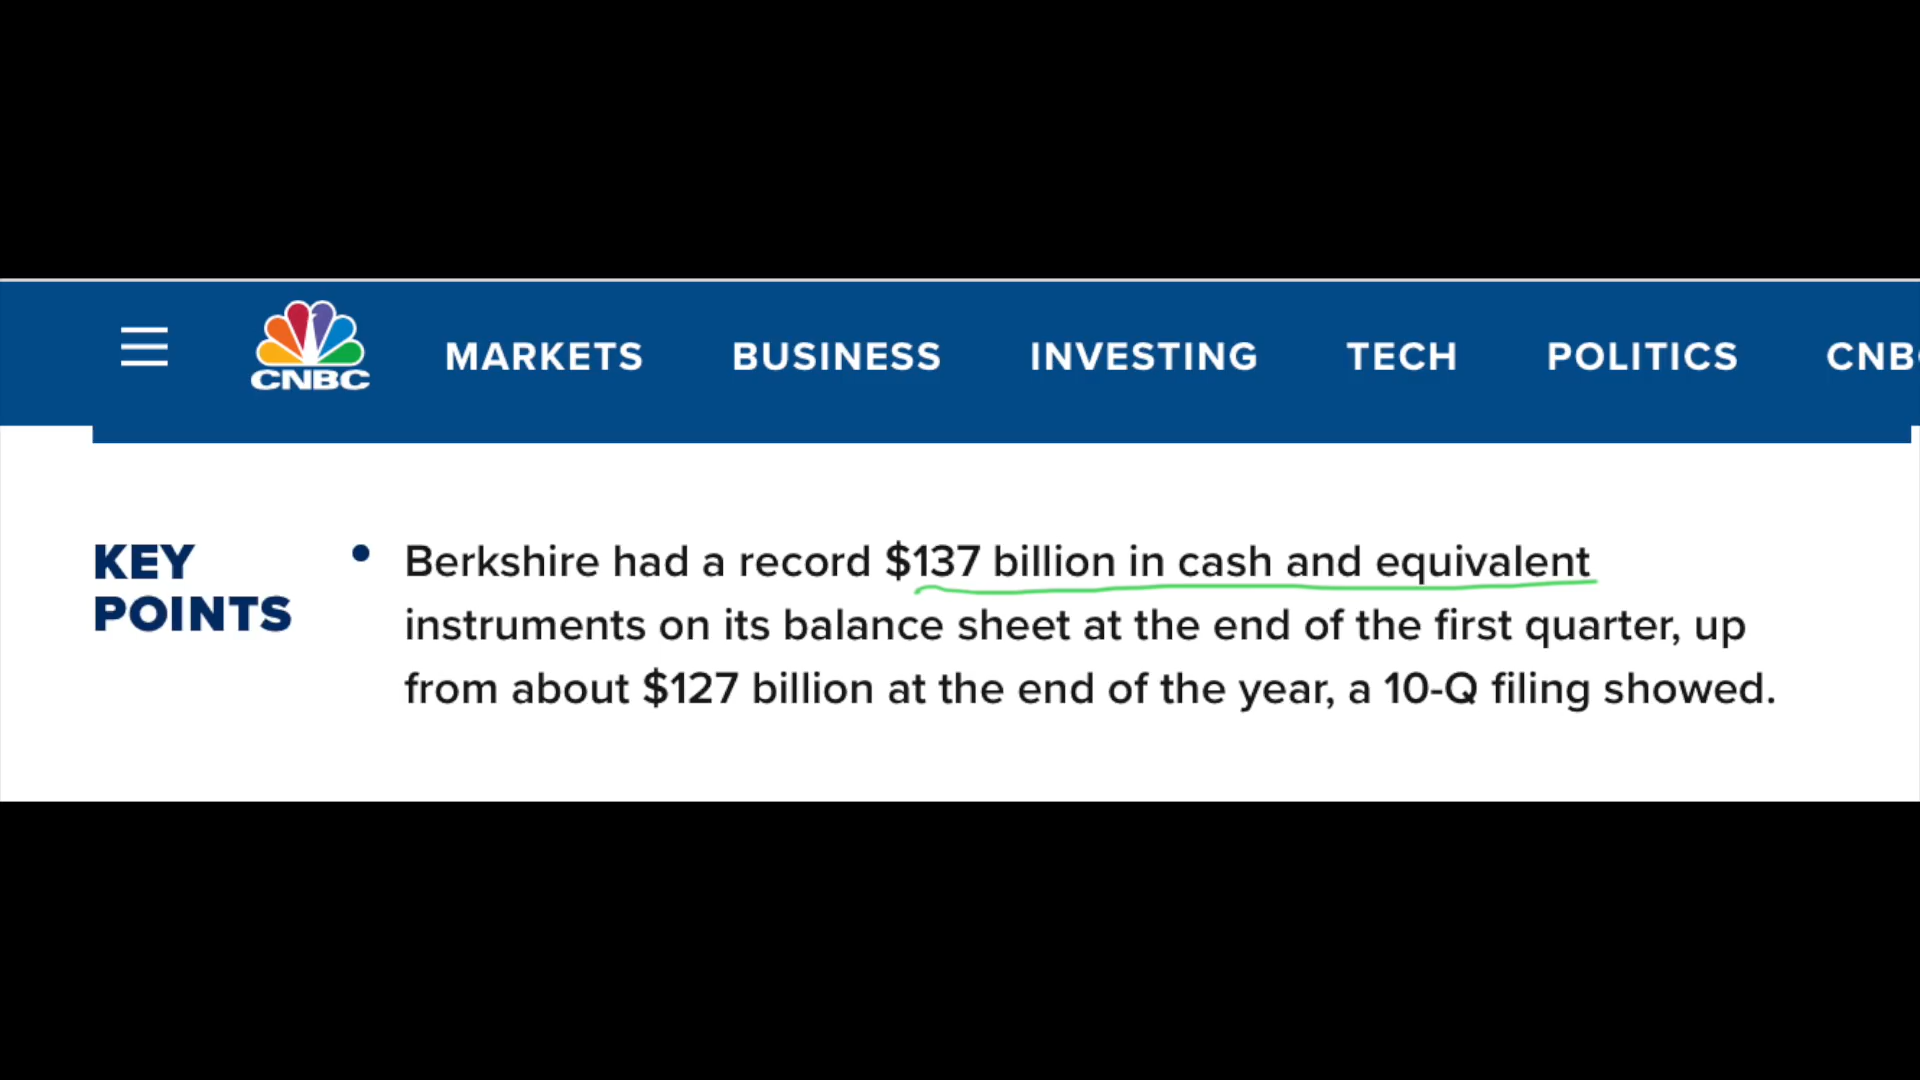 CNBC
MARKETS BUSINESS INVESTING TECH POLITICS
KEY POINTS
• Berkshire had a record $137 billion in cash and equivalent
instruments on its balance sheet at the end of the first quarter, up
from about $127 billion at the end of the year, a 10-Q filing showed.